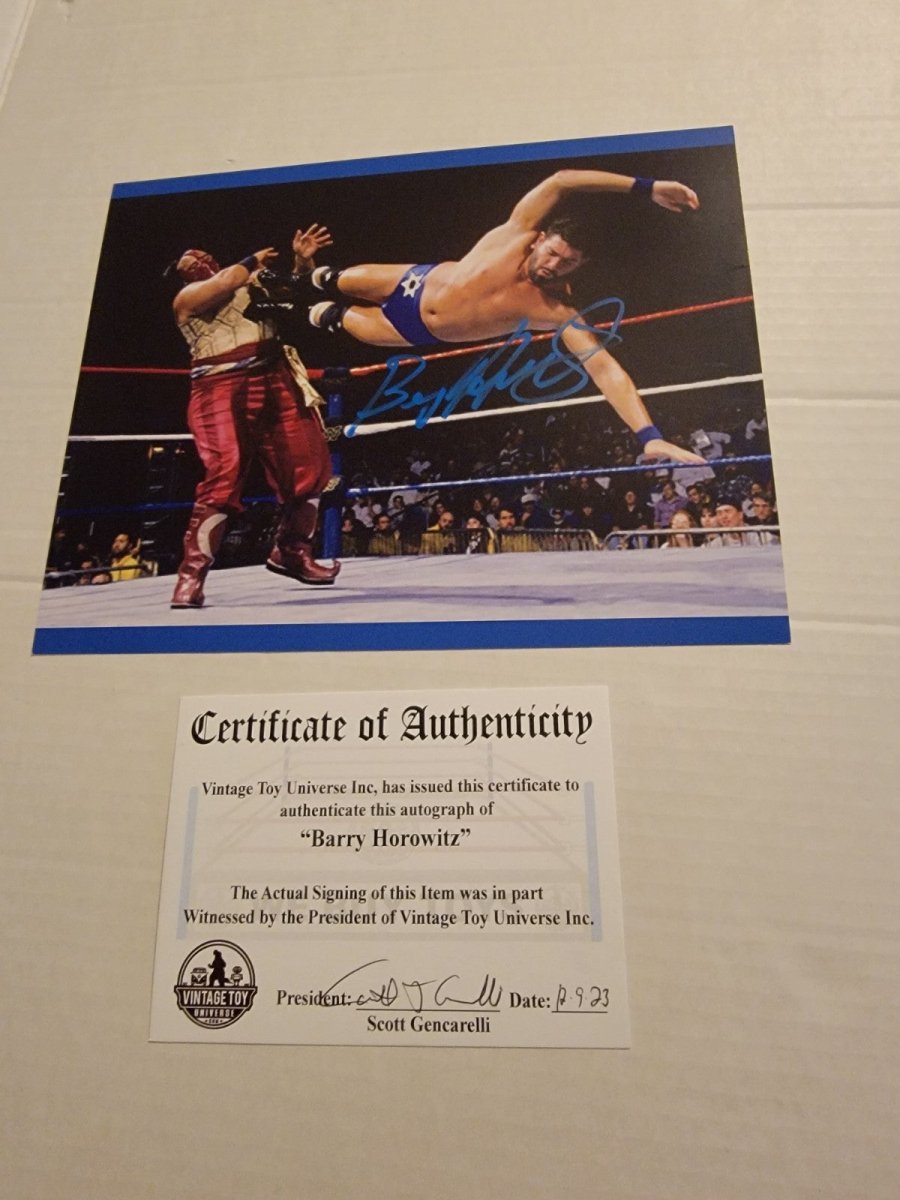 Certificate of Authenticity
Vintage Toy Universe Inc, has issued this certificate to
authenticate this autograph of
“Barry Horowitz”
The Actual Signing of this Item was in part
Witnessed by the President of Vintage Toy Universe Inc.
VINTAGE TOY
UNIVERSE
President: Date: 12.9.23
Scott Gencarelli